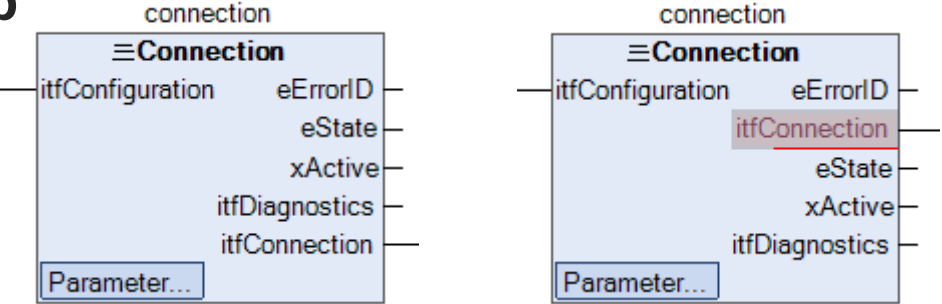 connection
≡Connection
itfConfiguration eErrorID
eState
xActive
itfDiagnostics
itfConnection
Parameter...
connection
≡Connection
itfConfiguration eErrorID
itfConnection
eState
xActive
itfDiagnostics
Parameter...